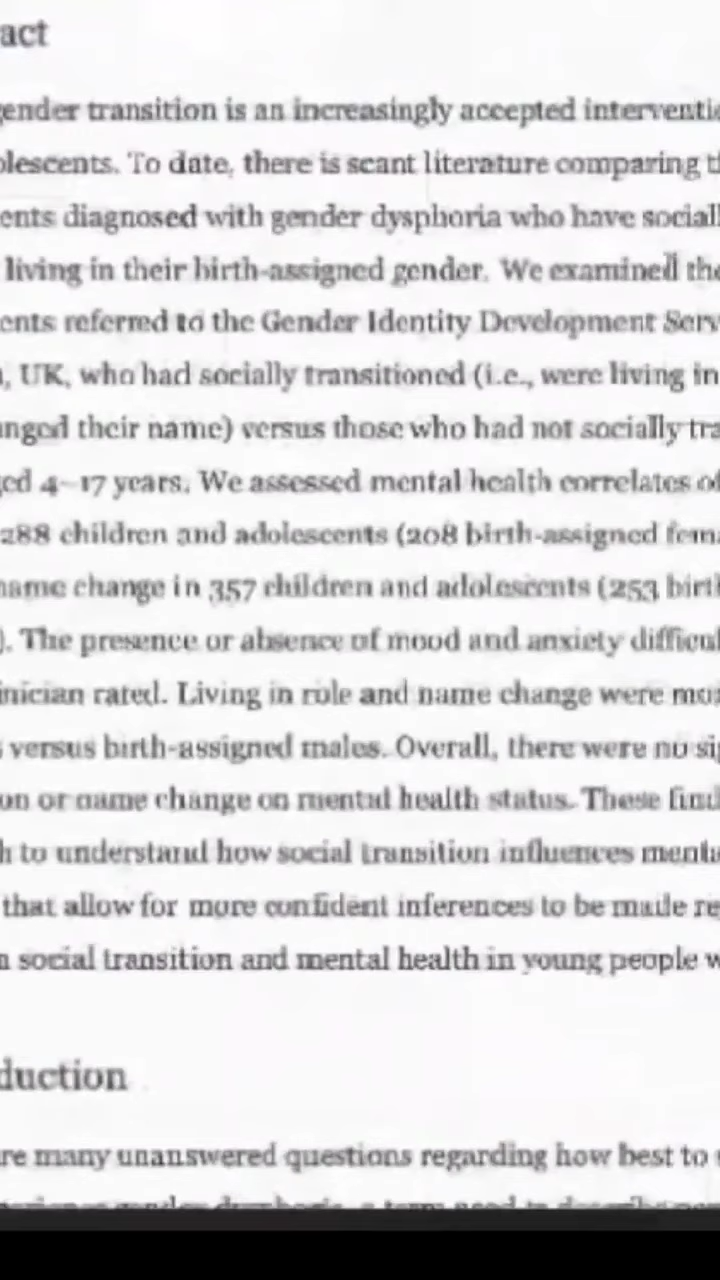 act
gender transition is an increasingly accepted interventio
olescents. To date, there is scant literature comparing t
ents diagnosed with gender dysphoria who have sociall
living in their birth-assigned gender. We examined the
ents referred to the Gender Identity Development Serv
, UK, who had socially transitioned (i.e., were living in
nged their name) versus those who had not socially tra
ged 4–17 years. We assessed mental health correlates of
288 children and adolescents (208 birth-assigned fema
name change in 357 children and adolescents (253 birt
). The presence or absence of mood and anxiety difficul
inician rated. Living in role and name change were mo
s versus birth-assigned males. Overall, there were no sig
on or name change on mental health status. These find
h to understand how social transition influences menta
that allow for more confident inferences to be made re
n social transition and mental health in young people w
duction
re many unanswered questions regarding how best to